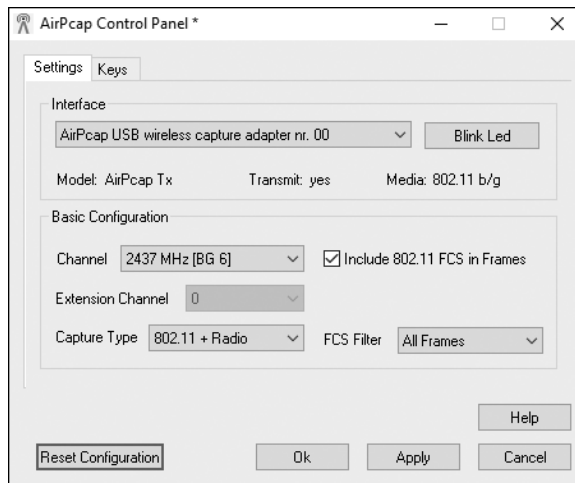 AirPcap Control Panel *
Settings Keys
Interface
AirPcap USB wireless capture adapter nr. 00 Blink Led
Model: AirPcap Tx Transmit: yes Media: 802.11 b/g
Basic Configuration
Channel 2437 MHz [BG 6] Include 802.11 FCS in Frames
Extension Channel 0
Capture Type 802.11 + Radio FCS Filter All Frames
Help
Reset Configuration Ok Apply Cancel